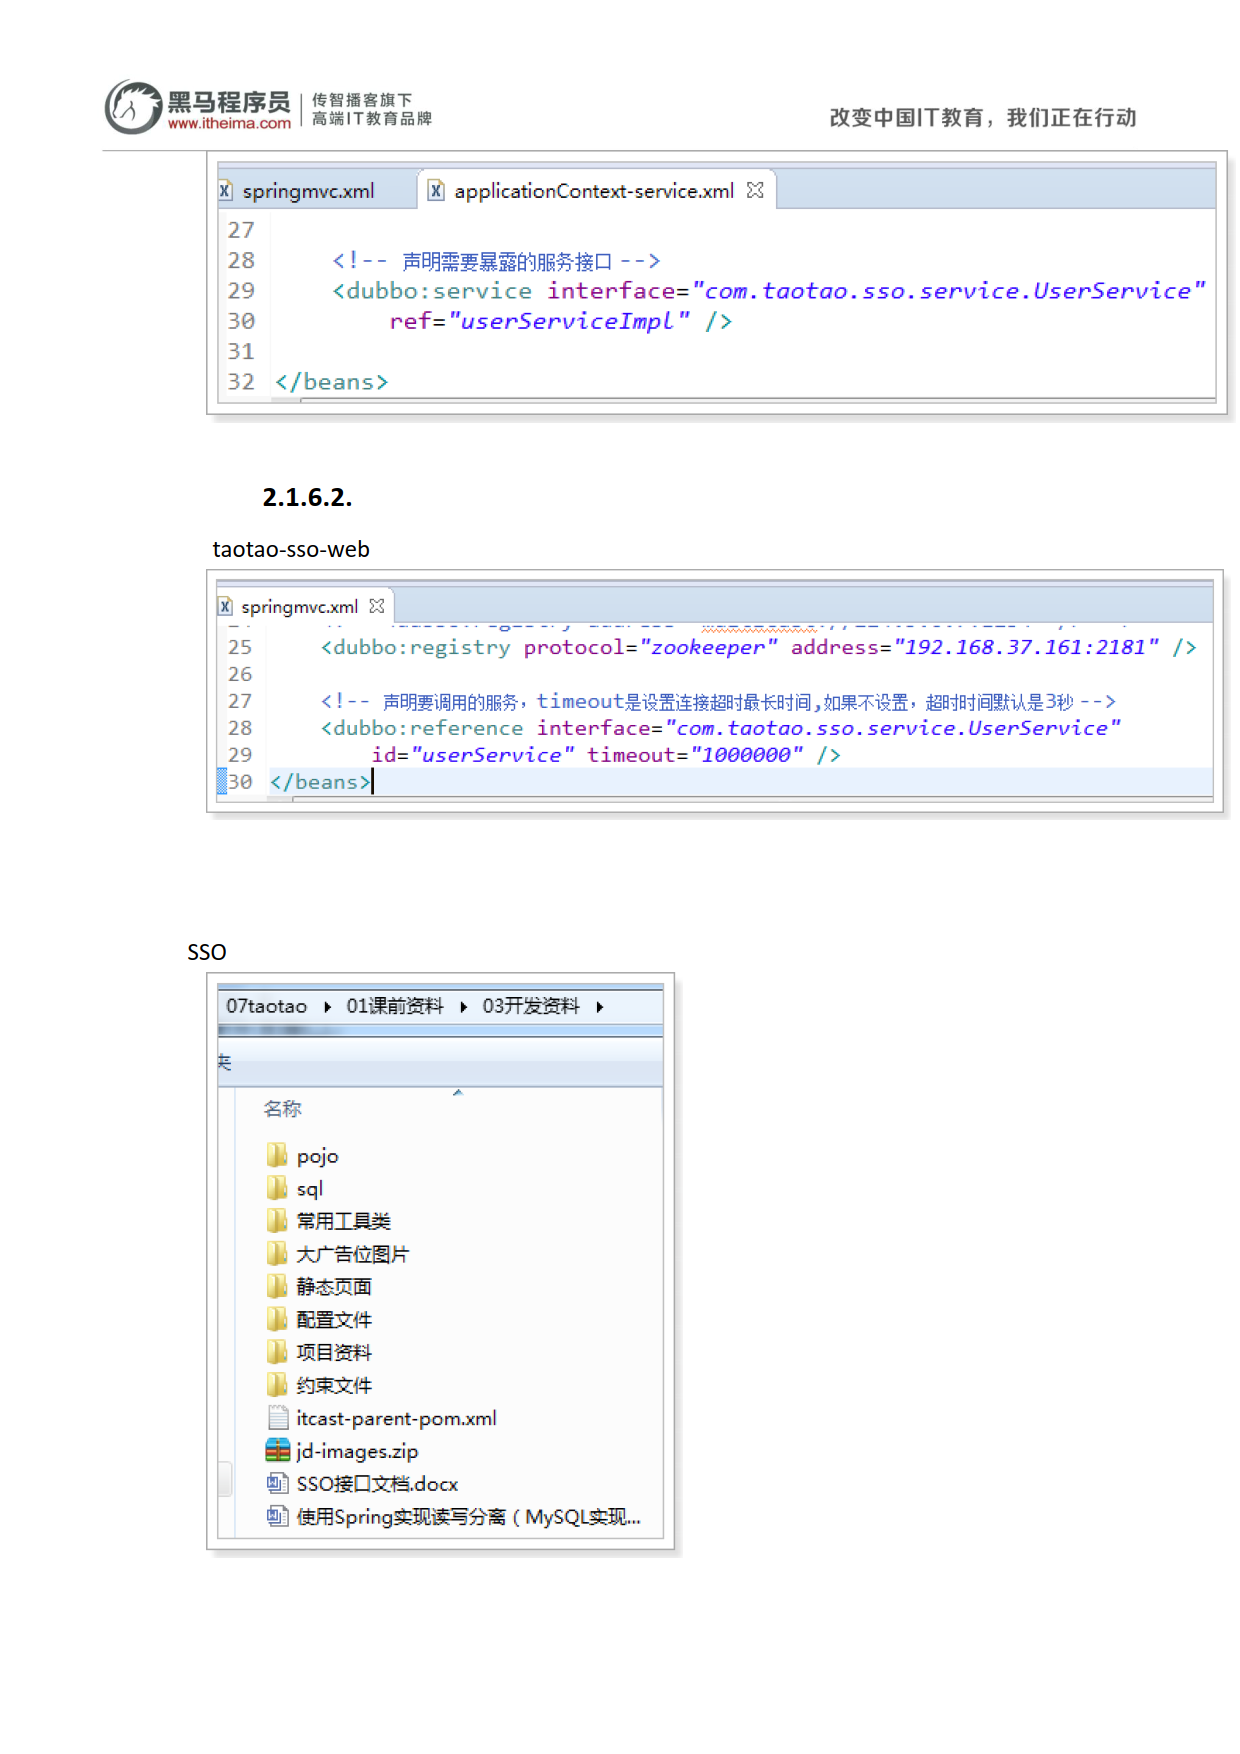 黑马程序员
www.itheima.com
传智播客旗下
高端IT教育品牌
改变中国IT教育，我们正在行动
springmvc.xml applicationContext-service.xml
27
28 <!-- 声明需要暴露的服务接口 -->
29 <dubbo:service interface="com.taotao.sso.service.UserService"
30 ref="userServiceImpl" />
31
32 </beans>
2.1.6.2.
taotao-sso-web
springmvc.xml
25 <dubbo:registry protocol="zookeeper" address="192.168.37.161:2181" />
26
27 <!-- 声明要调用的服务，timeout是设置连接超时最长时间,如果不设置，超时时间默认是3秒 -->
28 <dubbo:reference interface="com.taotao.sso.service.UserService"
29 id="userService" timeout="1000000" />
30 </beans>
SSO
07taotao 01课前资料 03开发资料
夹
名称
pojo
sql
常用工具类
大广告位图片
静态页面
配置文件
项目资料
约束文件
itcast-parent-pom.xml
jd-images.zip
SSO接口文档.docx
使用Spring实现读写分离（MySQL实现...